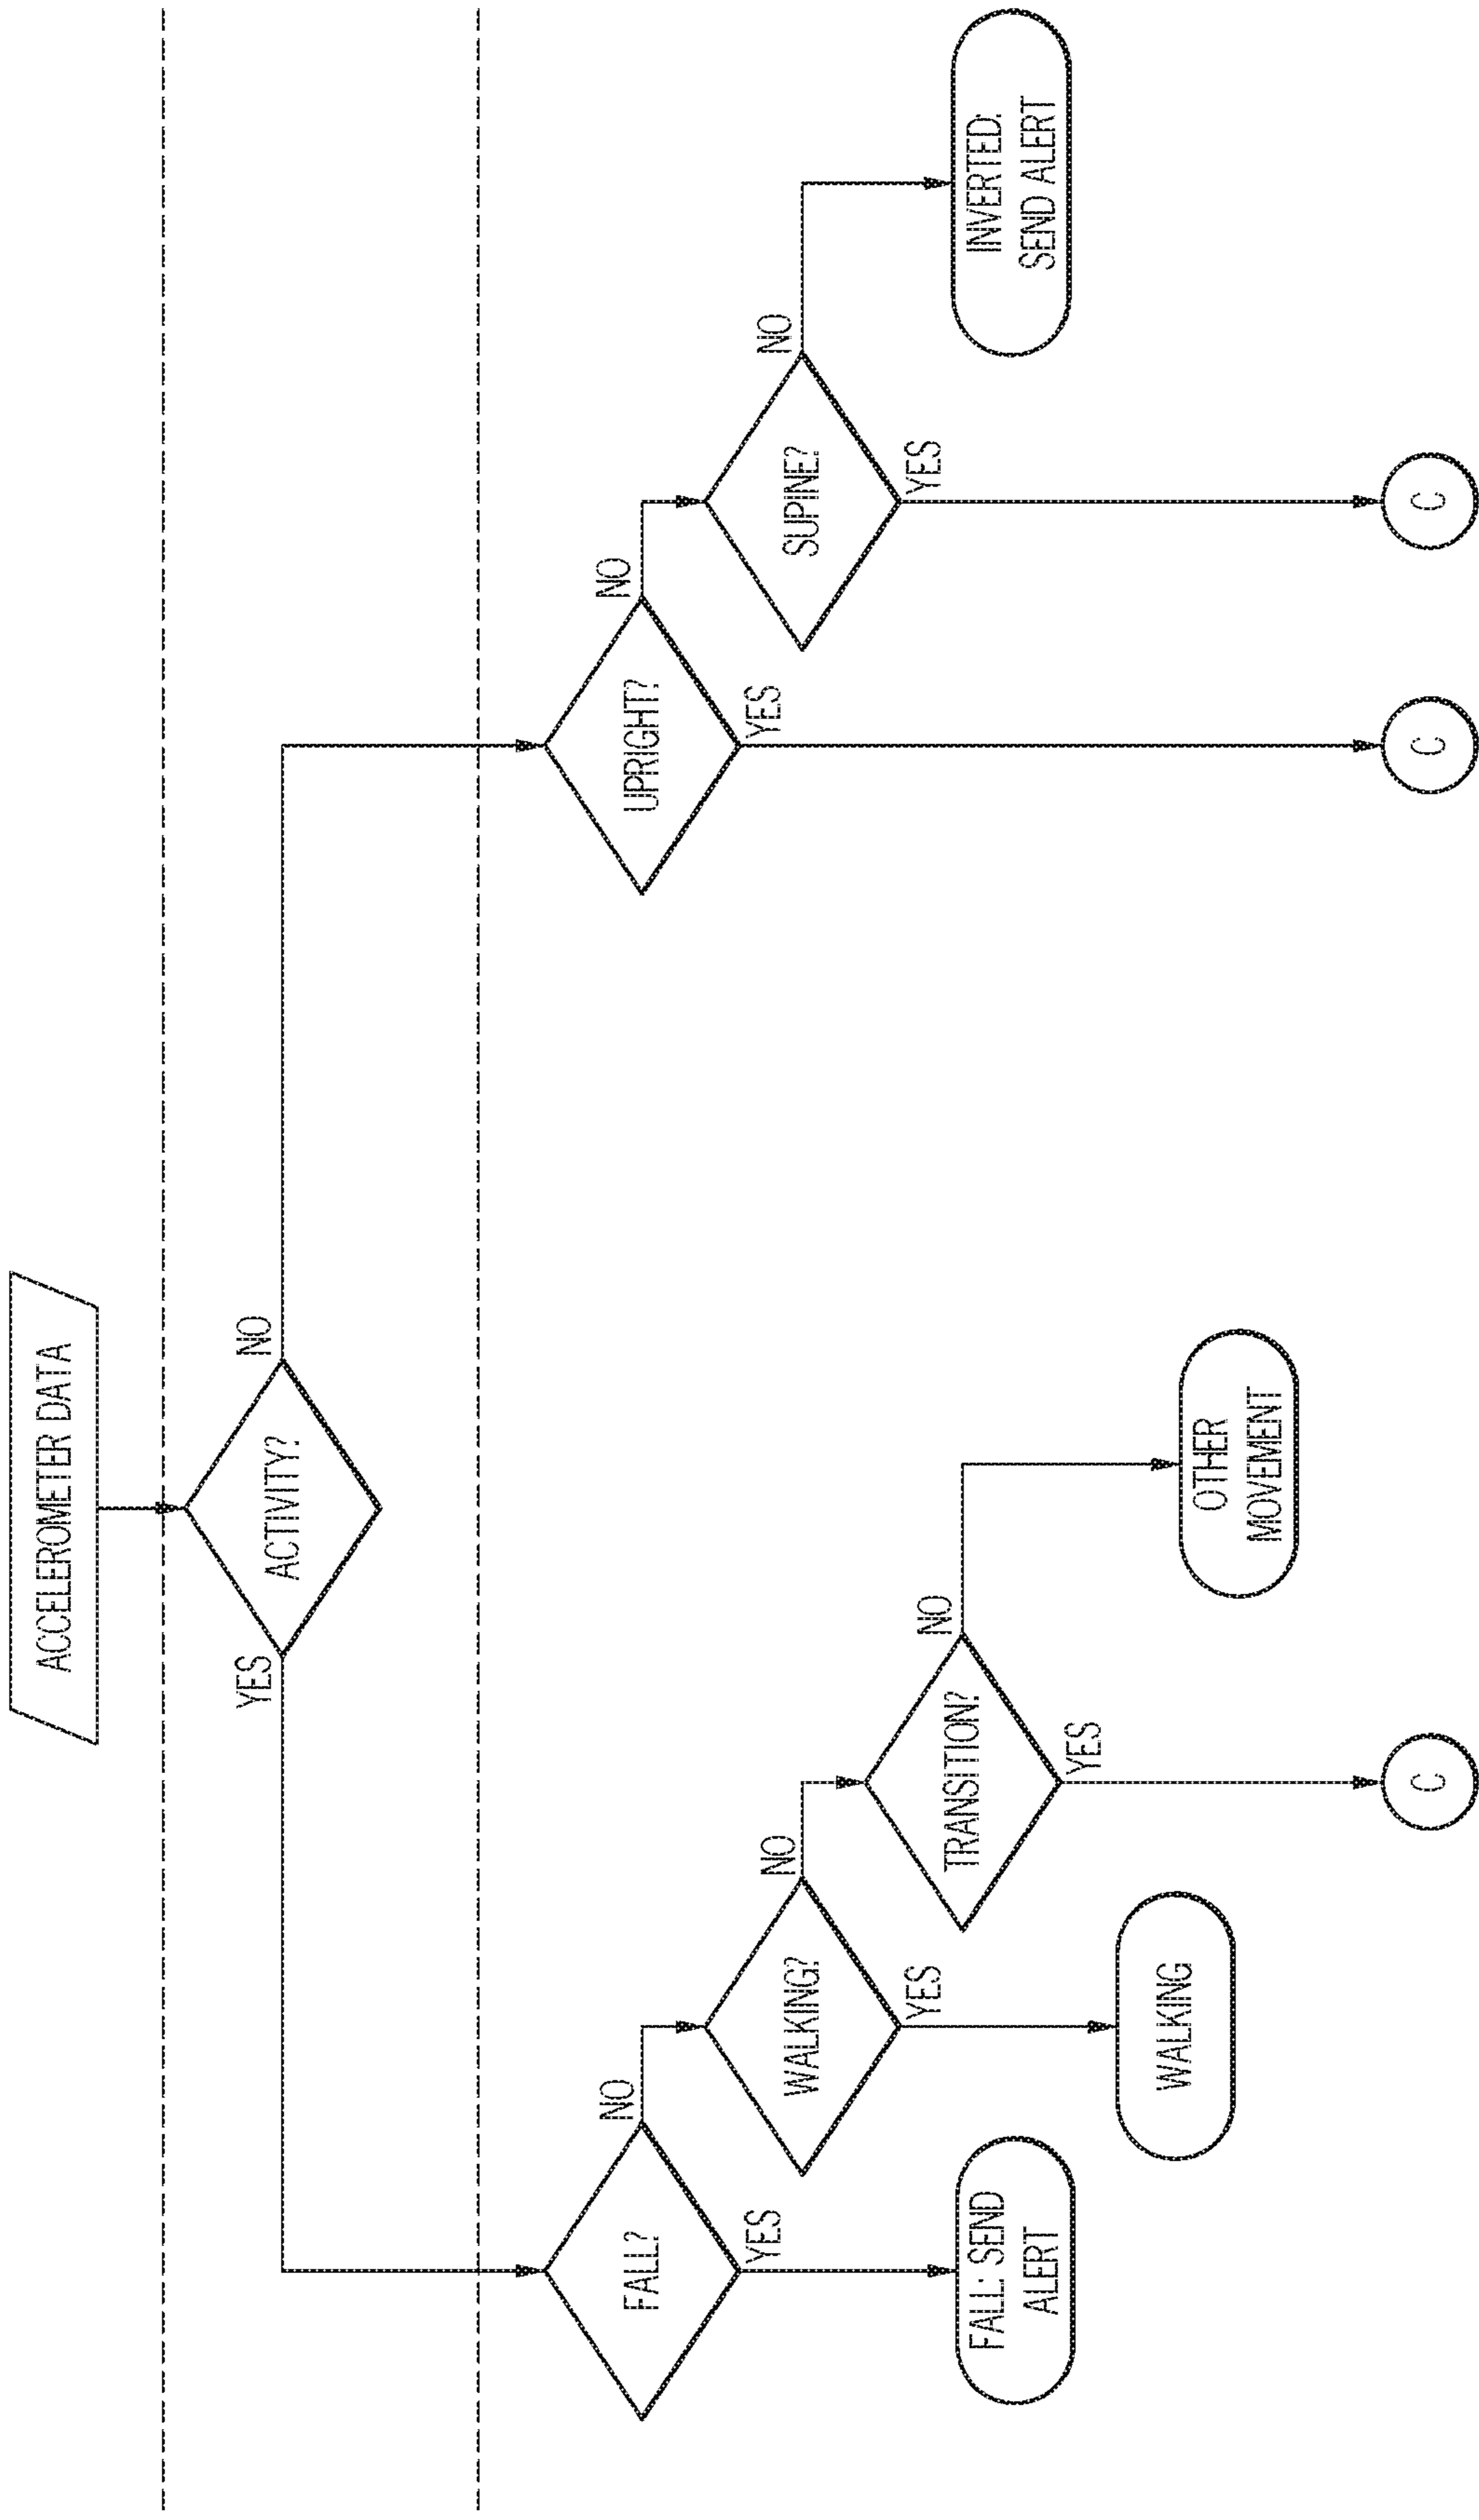 ACCELEROMETER DATA
ACTIVITY?
YES
NO
FALL?
NO
YES
FALL: SEND
ALERT
WALKING?
NO
YES
WALKING
TRANSITION?
NO
YES
C
OTHER
MOVEMENT
UPRIGHT?
NO
YES
C
SUPINE?
NO
YES
C
INVERTED:
SEND ALERT